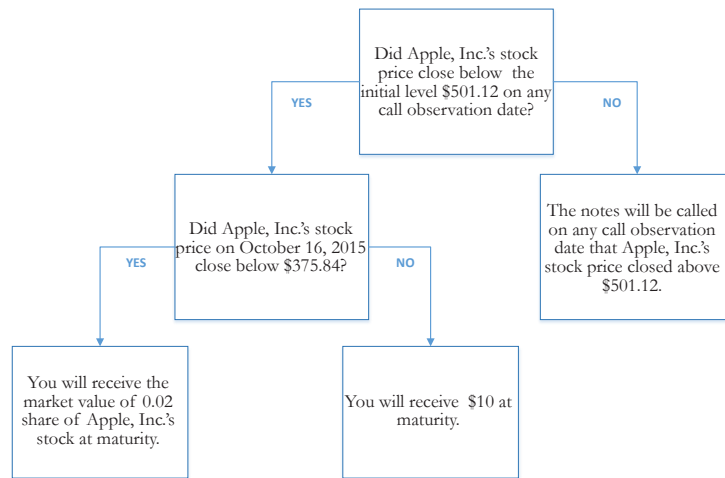 Did Apple, Inc.'s stock
price close below the
initial level $501.12 on any
call observation date?
YES
NO
Did Apple, Inc.'s stock
price on October 16, 2015
close below $375.84?
The notes will be called
on any call observation
date that Apple, Inc.'s
stock price closed above
$501.12.
YES
NO
You will receive the
market value of 0.02
share of Apple, Inc.'s
stock at maturity.
You will receive $10 at
maturity.